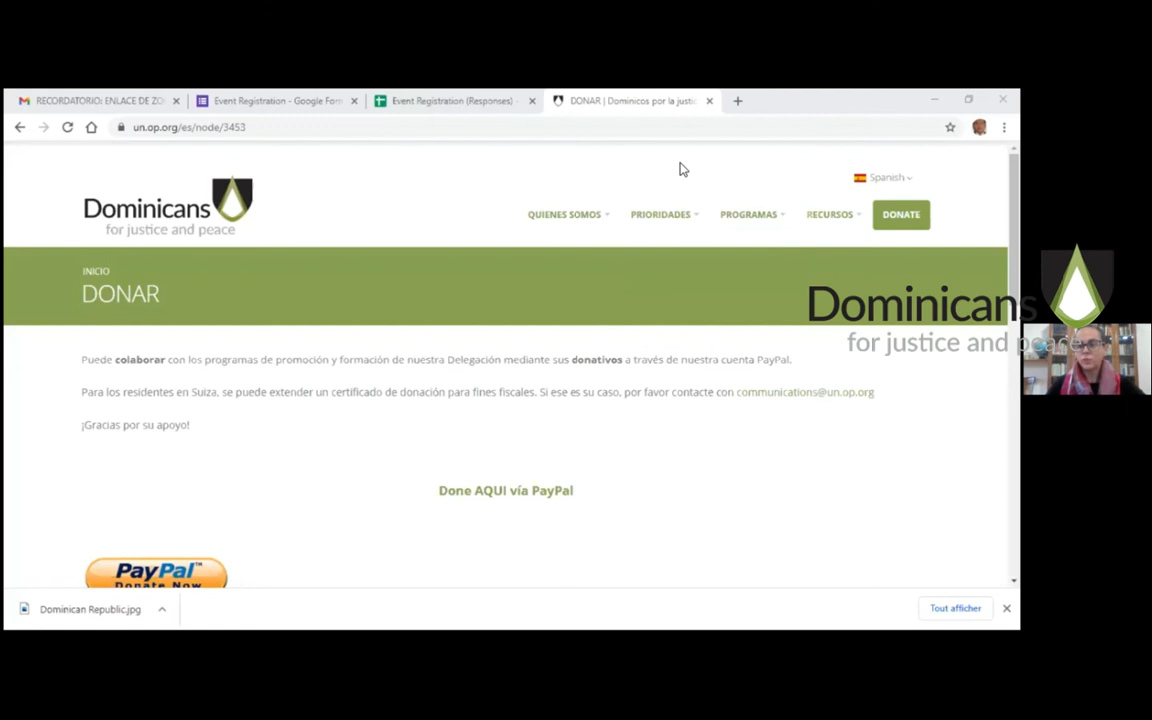 RECORDATORIO: ENLACE DE ZO
Event Registration - Google Form
Event Registration (Responses) -
DONAR | Dominicos por la justic
un.op.org/es/node/3453
Spanish
Dominicans
for justice and peace
QUIENES SOMOS
PRIORIDADES
PROGRAMAS
RECURSOS
DONATE
INICIO
DONAR
Dominicans
for justice and peace
Puede colaborar con los programas de promoción y formación de nuestra Delegación mediante sus donativos a través de nuestra cuenta PayPal.
Para los residentes en Suiza, se puede extender un certificado de donación para fines fiscales. Si ese es su caso, por favor contacte con communications@un.op.org
¡Gracias por su apoyo!
Done AQUI vía PayPal
PayPal™
Donate Now
Dominican Republic.jpg
Tout afficher